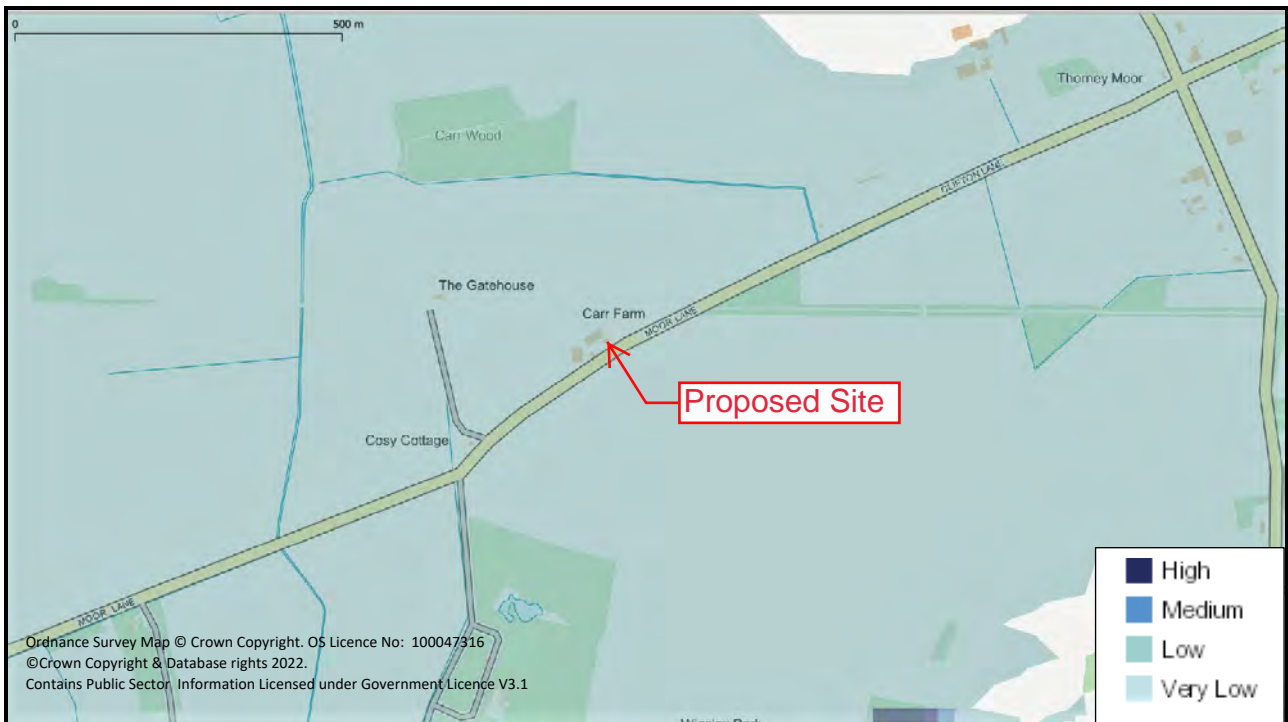 0
500 m
Thorney Moor
Carr Wood
CLIFTON LANE
The Gatehouse
Carr Farm
MOOR LANE
Proposed Site
Cosy Cottage
High
Medium
Low
Very Low
MOOR LANE
Ordnance Survey Map © Crown Copyright. OS Licence No: 100047316
©Crown Copyright & Database rights 2022.
Contains Public Sector Information Licensed under Government Licence V3.1